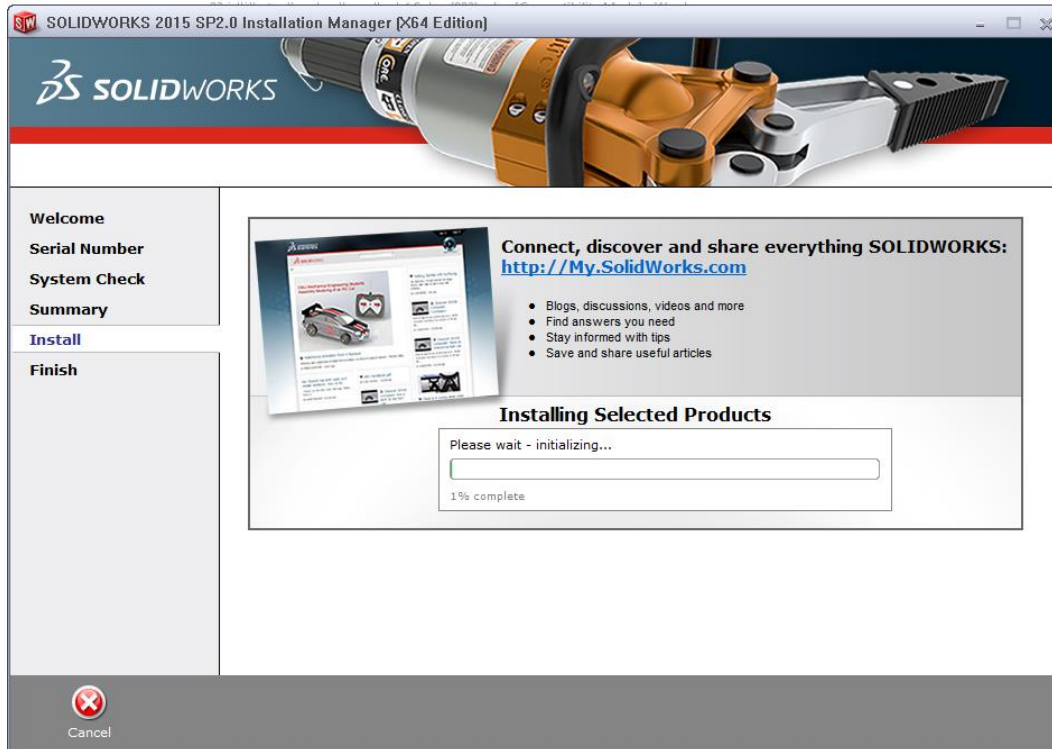 SOLIDWORKS 2015 SP2.0 Installation Manager (X64 Edition)
SOLIDWORKS
Welcome
Serial Number
System Check
Summary
Install
Finish
Connect, discover and share everything SOLIDWORKS:
http://My.SolidWorks.com
• Blogs, discussions, videos and more
• Find answers you need
• Stay informed with tips
• Save and share useful articles
Installing Selected Products
Please wait - initializing...
1% complete
Cancel